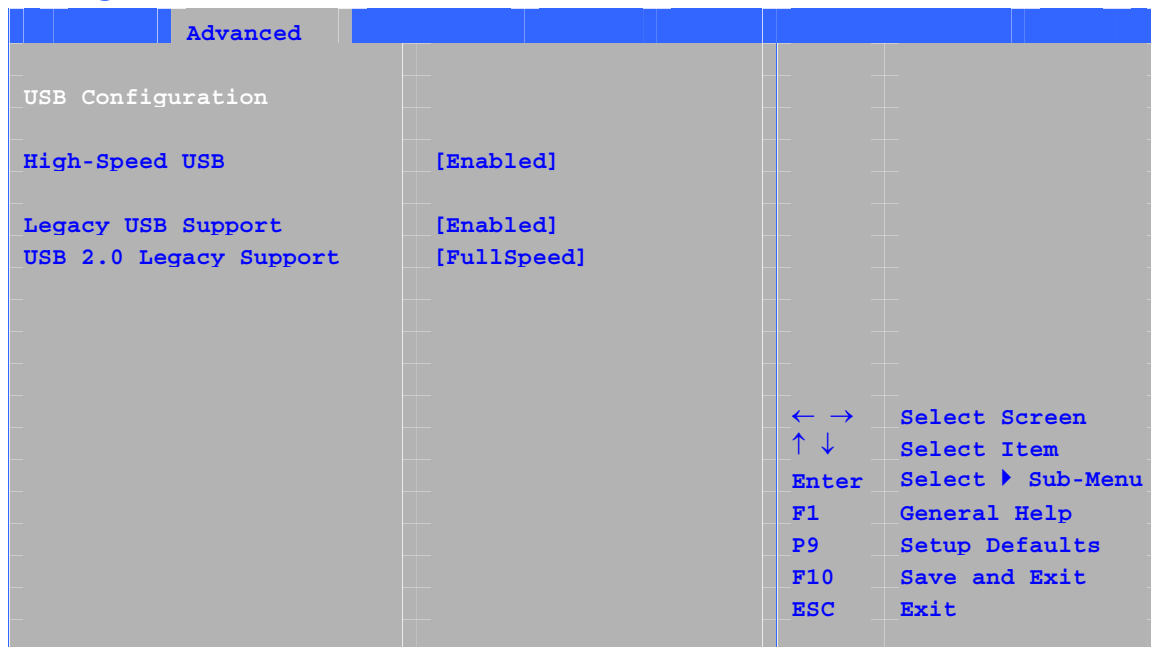 Advanced
USB Configuration
High-Speed USB [Enabled]
Legacy USB Support [Enabled]
USB 2.0 Legacy Support [FullSpeed]
← → Select Screen
↑ ↓ Select Item
Enter Select ▶ Sub-Menu
F1 General Help
P9 Setup Defaults
F10 Save and Exit
ESC Exit